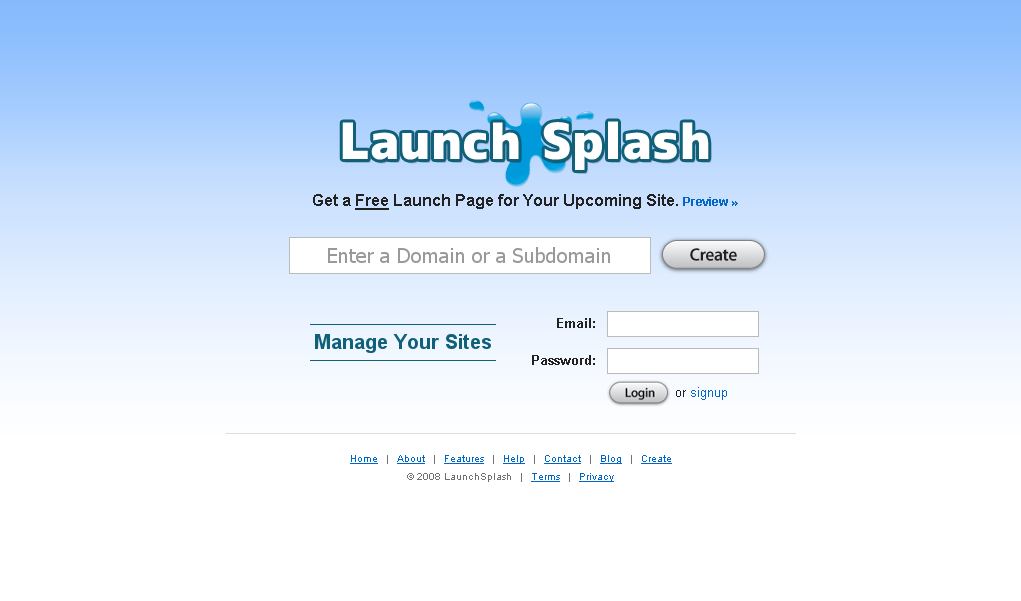 Launch Splash
Get a Free Launch Page for Your Upcoming Site. Preview »
Enter a Domain or a Subdomain
Create
Manage Your Sites
Email:
Password:
Login or signup
Home | About | Features | Help | Contact | Blog | Create
© 2008 LaunchSplash | Terms | Privacy